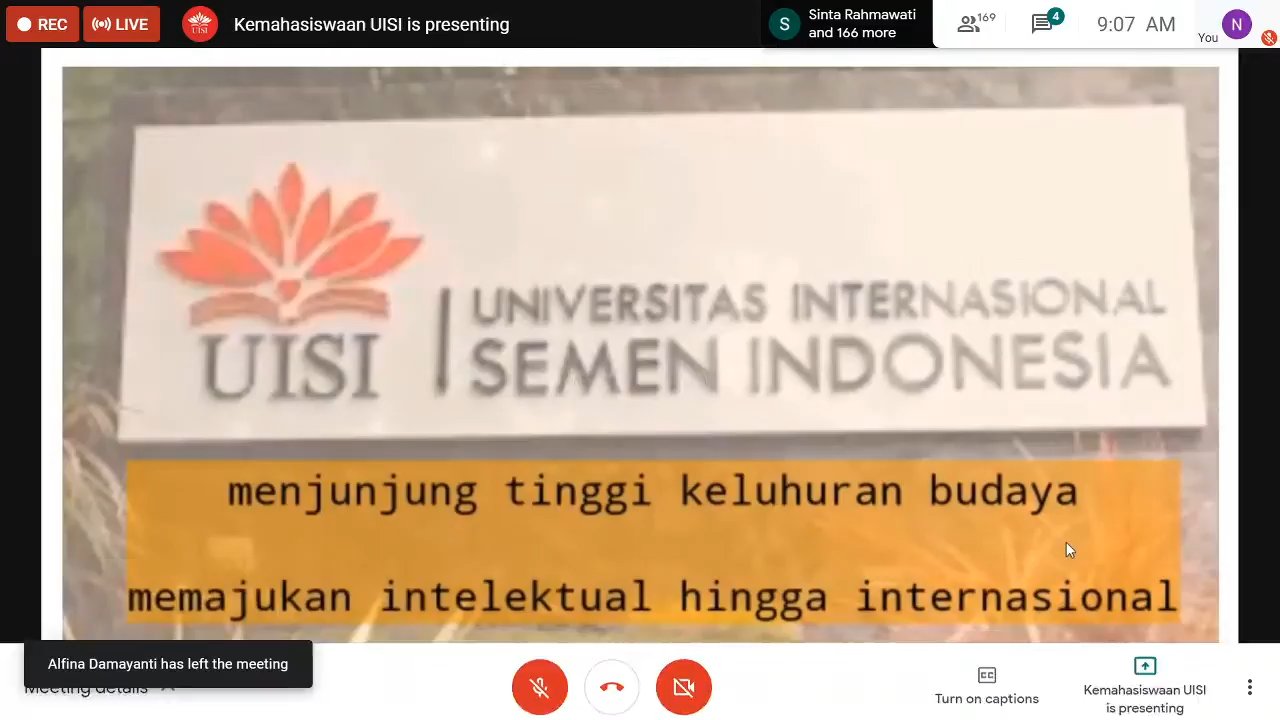 REC
LIVE
Kemahasiswaan UISI is presenting
S
Sinta Rahmawati
and 166 more
169
4
9:07 AM
You
N
UISI
UISI
UNIVERSITAS INTERNASIONAL
SEMEN INDONESIA
menjunjung tinggi keluhuran budaya
memajukan intelektual hingga internasional
Alfina Damayanti has left the meeting
Meeting details
CC
Turn on captions
Kemahasiswaan UISI
is presenting